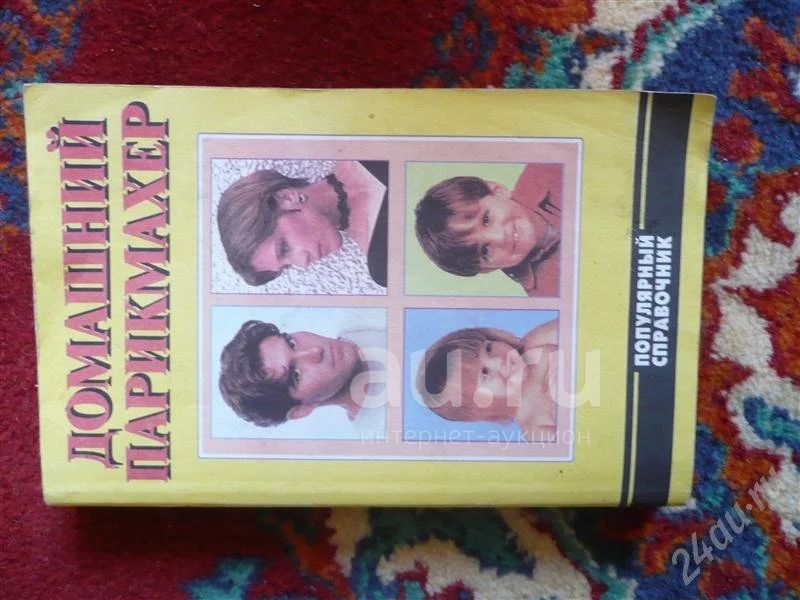 ДОМАШНИЙ
ПАРИКМАХЕР
ПОПУЛЯРНЫЙ
СПРАВОЧНИК
au.ru
интернет-аукцион
24au.ru